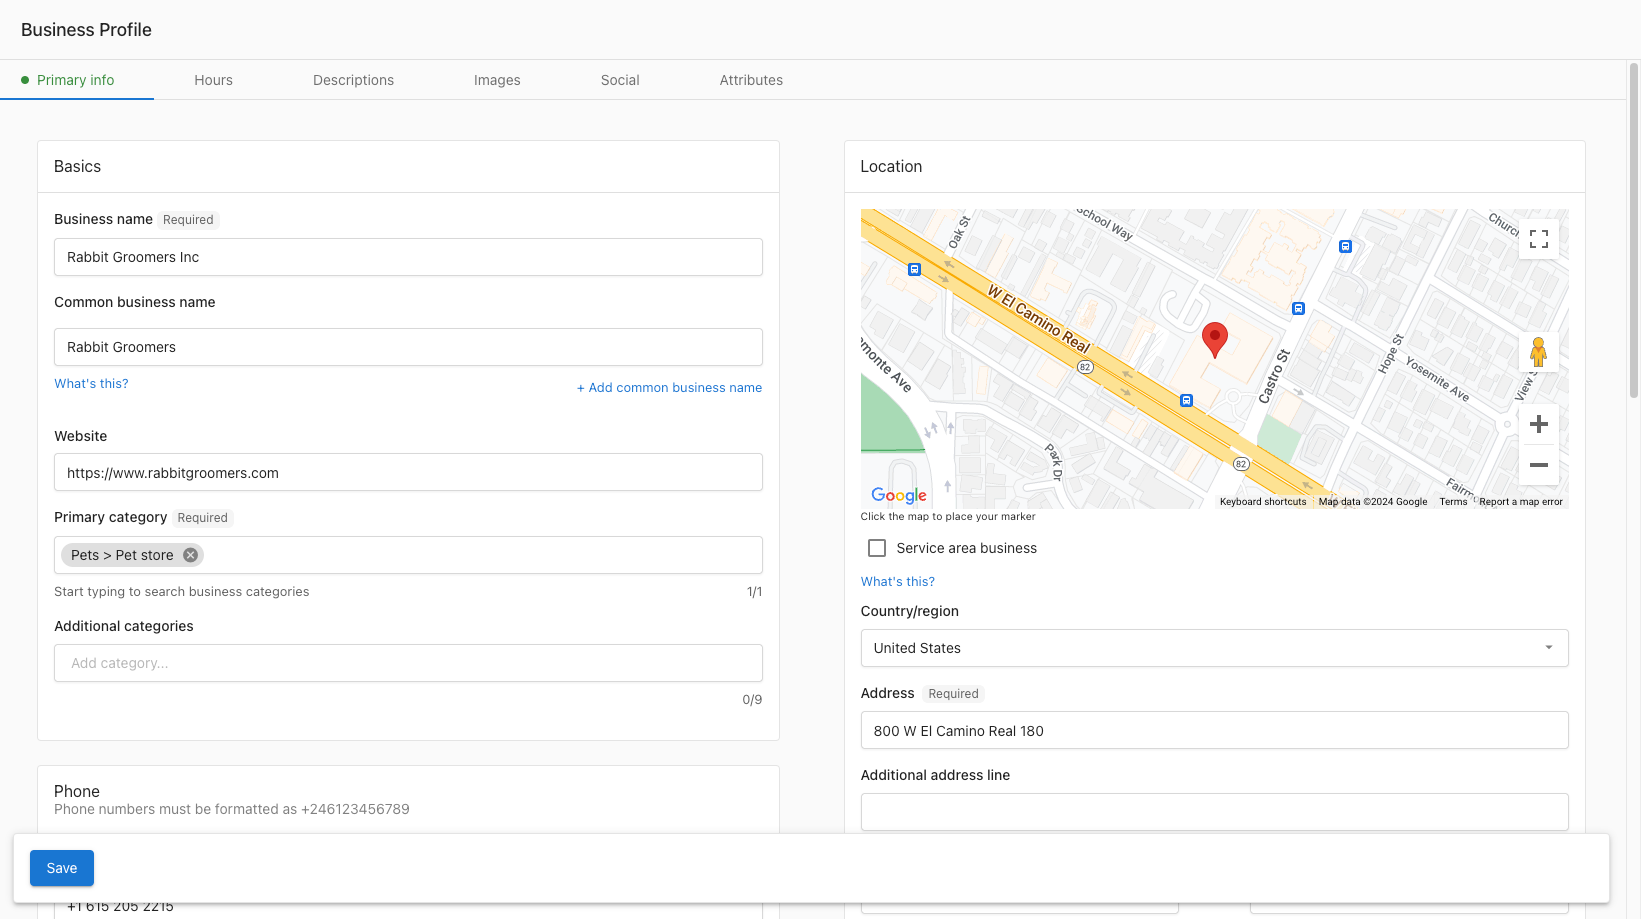 Business Profile
Primary info
Hours
Descriptions
Images
Social
Attributes
Basics
Business name Required
Rabbit Groomers Inc
Common business name
Rabbit Groomers
What's this?
+ Add common business name
Website
https://www.rabbitgroomers.com
Primary category Required
Pets > Pet store
Start typing to search business categories
1/1
Additional categories
Add category...
0/9
Phone
Phone numbers must be formatted as +246123456789
+1 615 205 2215
Save
Location
Oak St
School Way
Church
W El Camino Real
82
Castro St
Hope St
Yosemite Ave
View S
Park Dr
82
Fairm
Google
Keyboard shortcuts
Map data ©2024 Google
Terms
Report a map error
Click the map to place your marker
Service area business
What's this?
Country/region
United States
Address Required
800 W El Camino Real 180
Additional address line